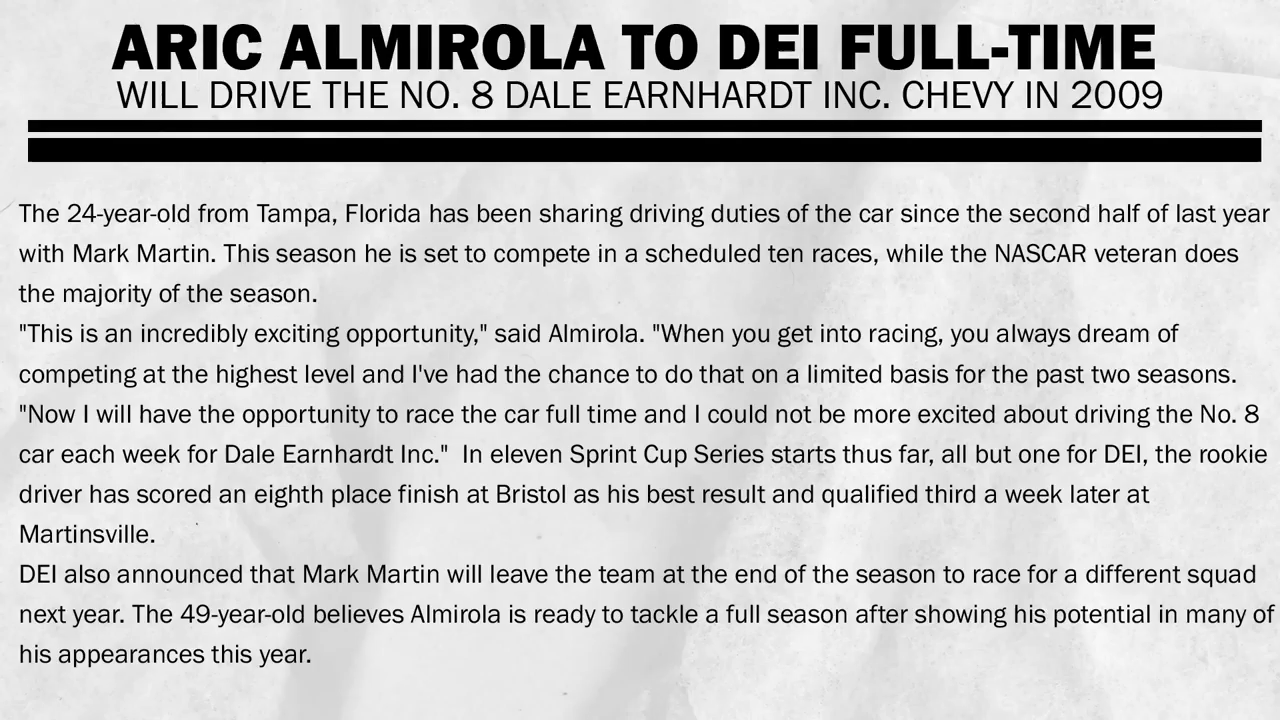 ARIC ALMIROLA TO DEI FULL-TIME
WILL DRIVE THE NO. 8 DALE EARNHARDT INC. CHEVY IN 2009
The 24-year-old from Tampa, Florida has been sharing driving duties of the car since the second half of last year
with Mark Martin. This season he is set to compete in a scheduled ten races, while the NASCAR veteran does
the majority of the season.
"This is an incredibly exciting opportunity," said Almirola. "When you get into racing, you always dream of
competing at the highest level and I've had the chance to do that on a limited basis for the past two seasons.
"Now I will have the opportunity to race the car full time and I could not be more excited about driving the No. 8
car each week for Dale Earnhardt Inc."  In eleven Sprint Cup Series starts thus far, all but one for DEI, the rookie
driver has scored an eighth place finish at Bristol as his best result and qualified third a week later at
Martinsville.
DEI also announced that Mark Martin will leave the team at the end of the season to race for a different squad
next year. The 49-year-old believes Almirola is ready to tackle a full season after showing his potential in many of
his appearances this year.